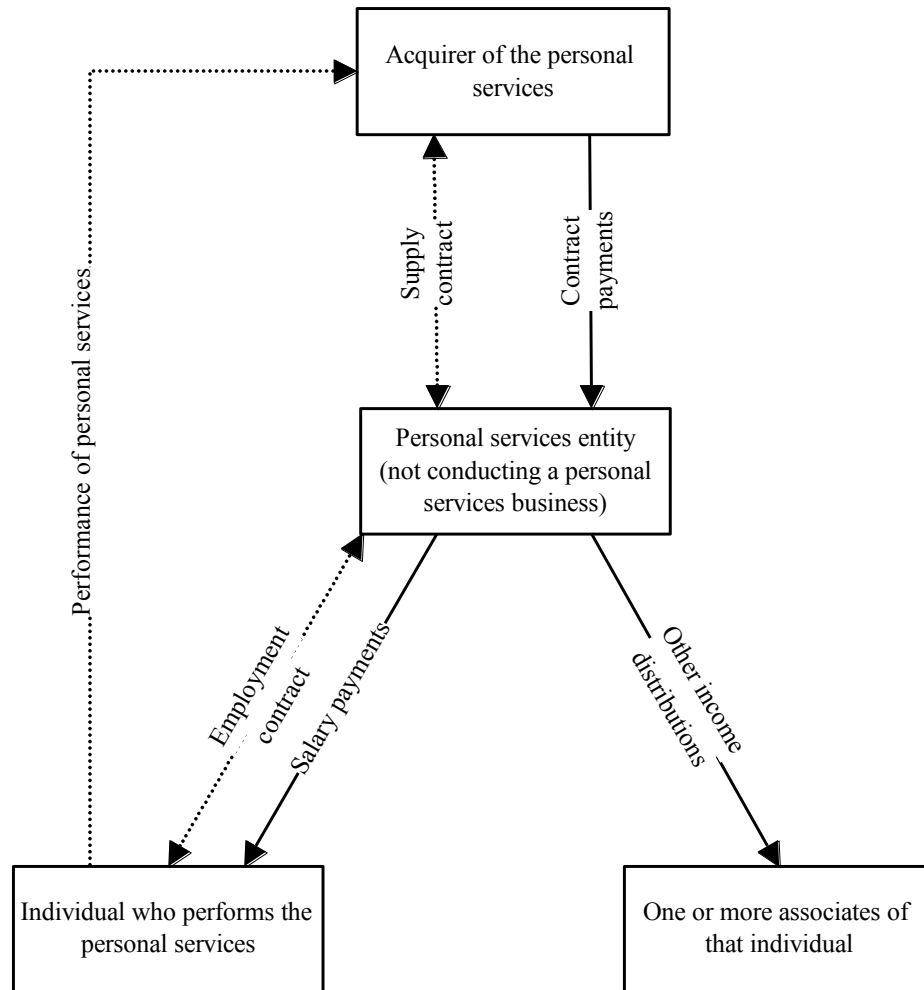 Acquirer of the personal
services
Supply
contract
Contract
payments
Performance of personal services
Personal services entity
(not conducting a personal
services business)
Employment
contract
Salary payments
Other income
distributions
Individual who performs the
personal services
One or more associates of
that individual